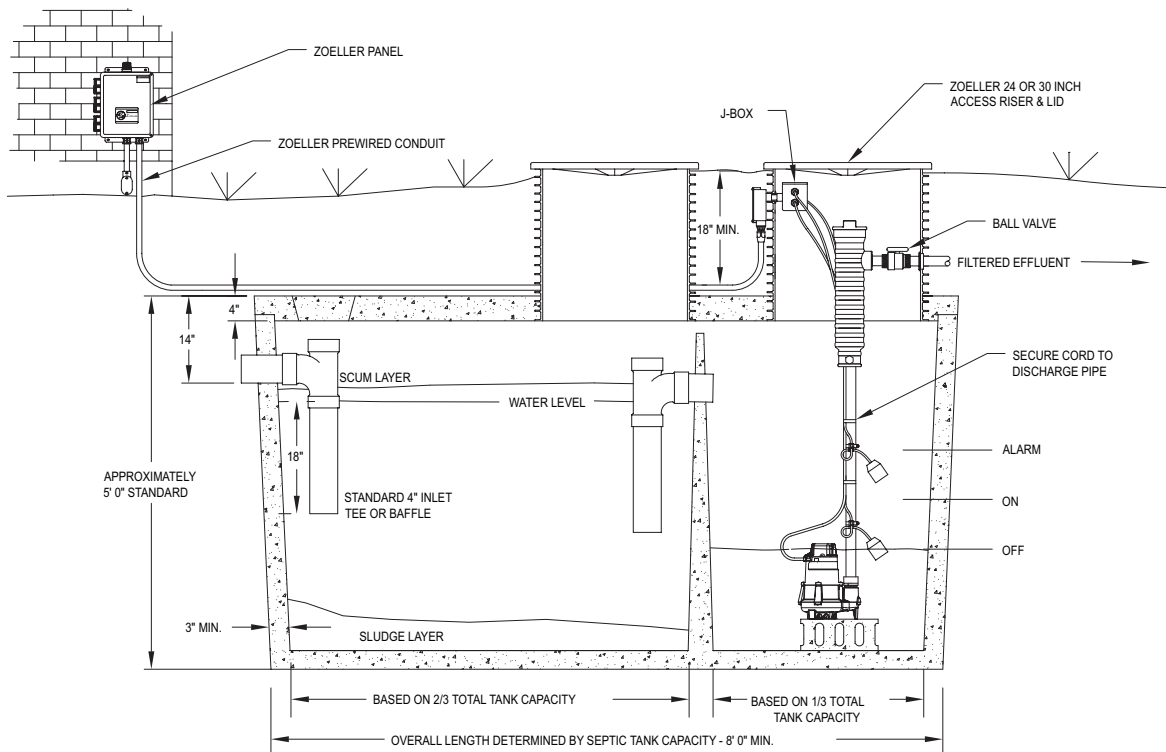 ZOELLER PANEL
ZOELLER 24 OR 30 INCH
ACCESS RISER & LID
J-BOX
ZOELLER PREWIRED CONDUIT
18" MIN.
BALL VALVE
FILTERED EFFLUENT
4"
14"
SCUM LAYER
WATER LEVEL
SECURE CORD TO
DISCHARGE PIPE
18"
ALARM
APPROXIMATELY
5' 0" STANDARD
STANDARD 4" INLET
TEE OR BAFFLE
ON
OFF
3" MIN.
SLUDGE LAYER
BASED ON 2/3 TOTAL TANK CAPACITY
BASED ON 1/3 TOTAL
TANK CAPACITY
OVERALL LENGTH DETERMINED BY SEPTIC TANK CAPACITY - 8' 0" MIN.